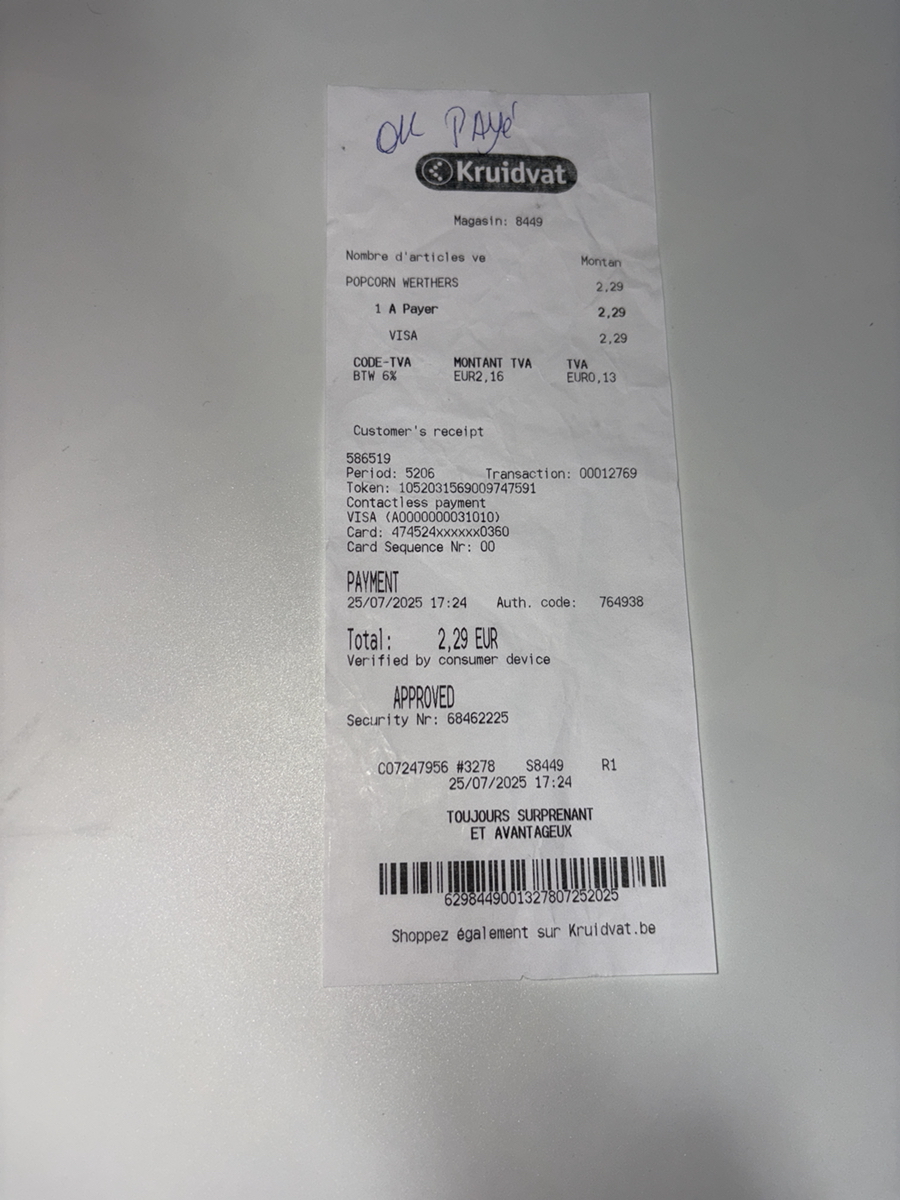 OK PAYÉ
Kruidvat
Magasin: 8449
Nombre d'articles ve Montan
POPCORN WERTHERS 2,29
1 A Payer 2,29
VISA 2,29
CODE-TVA MONTANT TVA TVA
BTW 6% EUR2,16 EUR0,13
Customer's receipt
586519
Period: 5206 Transaction: 00012769
Token: 1052031569009747591
Contactless payment
VISA (A0000000031010)
Card: 474524xxxxxx0360
Card Sequence Nr: 00
PAYMENT
25/07/2025 17:24 Auth. code: 764938
Total: 2,29 EUR
Verified by consumer device
APPROVED
Security Nr: 68462225
C07247956 #3278 S8449 R1
25/07/2025 17:24
TOUJOURS SURPRENANT
ET AVANTAGEUX
6298449001327807252025
Shoppez également sur Kruidvat.be